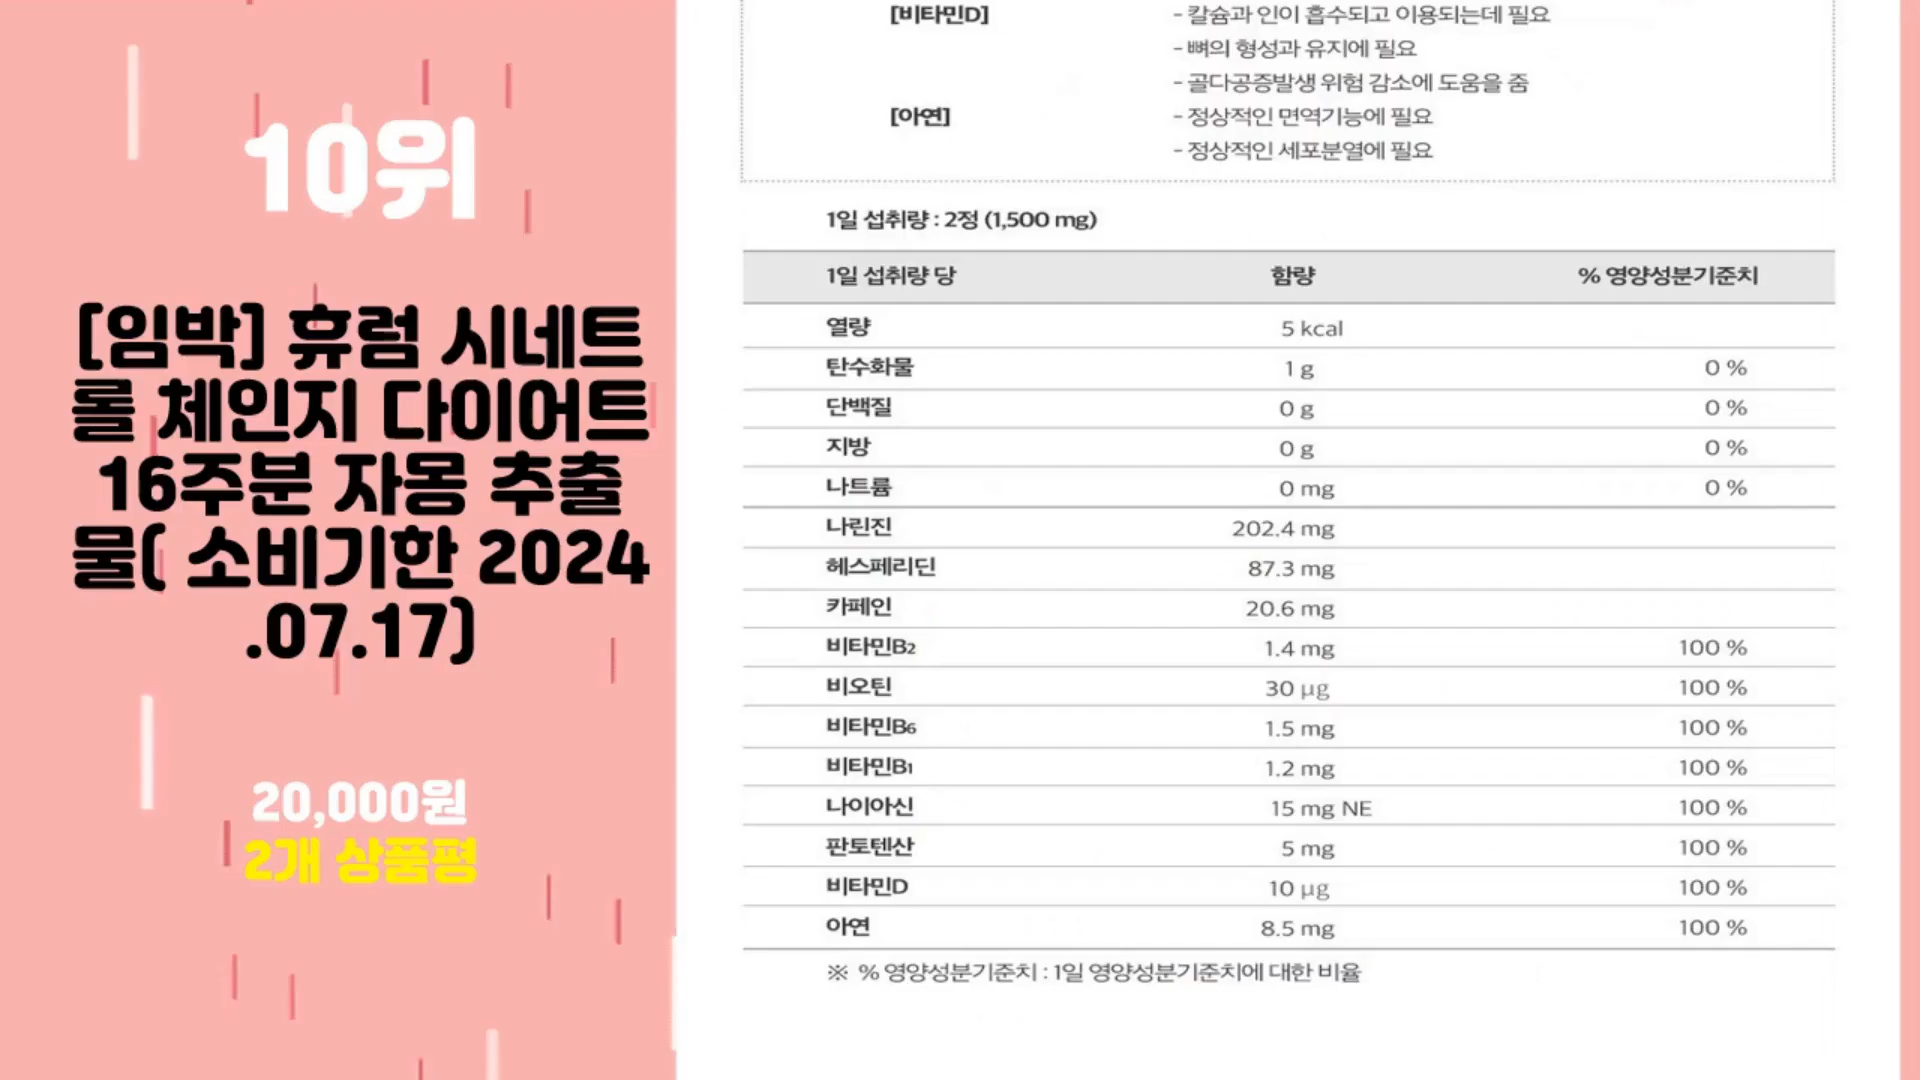 10위
[임박] 휴럼 시네트
롤 체인지 다이어트
16주분 자몽 추출
물( 소비기한 2024
.07.17)
20,000원
2개 상품평
[비타민D] - 칼슘과 인이 흡수되고 이용되는데 필요
- 뼈의 형성과 유지에 필요
- 골다공증발생 위험 감소에 도움을 줌
[아연] - 정상적인 면역기능에 필요
- 정상적인 세포분열에 필요
1일 섭취량 : 2정 (1,500 mg)
1일 섭취량 당 함량 % 영양성분기준치
열량 5 kcal
탄수화물 1 g 0 %
단백질 0 g 0 %
지방 0 g 0 %
나트륨 0 mg 0 %
나린진 202.4 mg
헤스페리딘 87.3 mg
카페인 20.6 mg
비타민B2 1.4 mg 100 %
비오틴 30 μg 100 %
비타민B6 1.5 mg 100 %
비타민B1 1.2 mg 100 %
나이아신 15 mg NE 100 %
판토텐산 5 mg 100 %
비타민D 10 μg 100 %
아연 8.5 mg 100 %
※ % 영양성분기준치 : 1일 영양성분기준치에 대한 비율